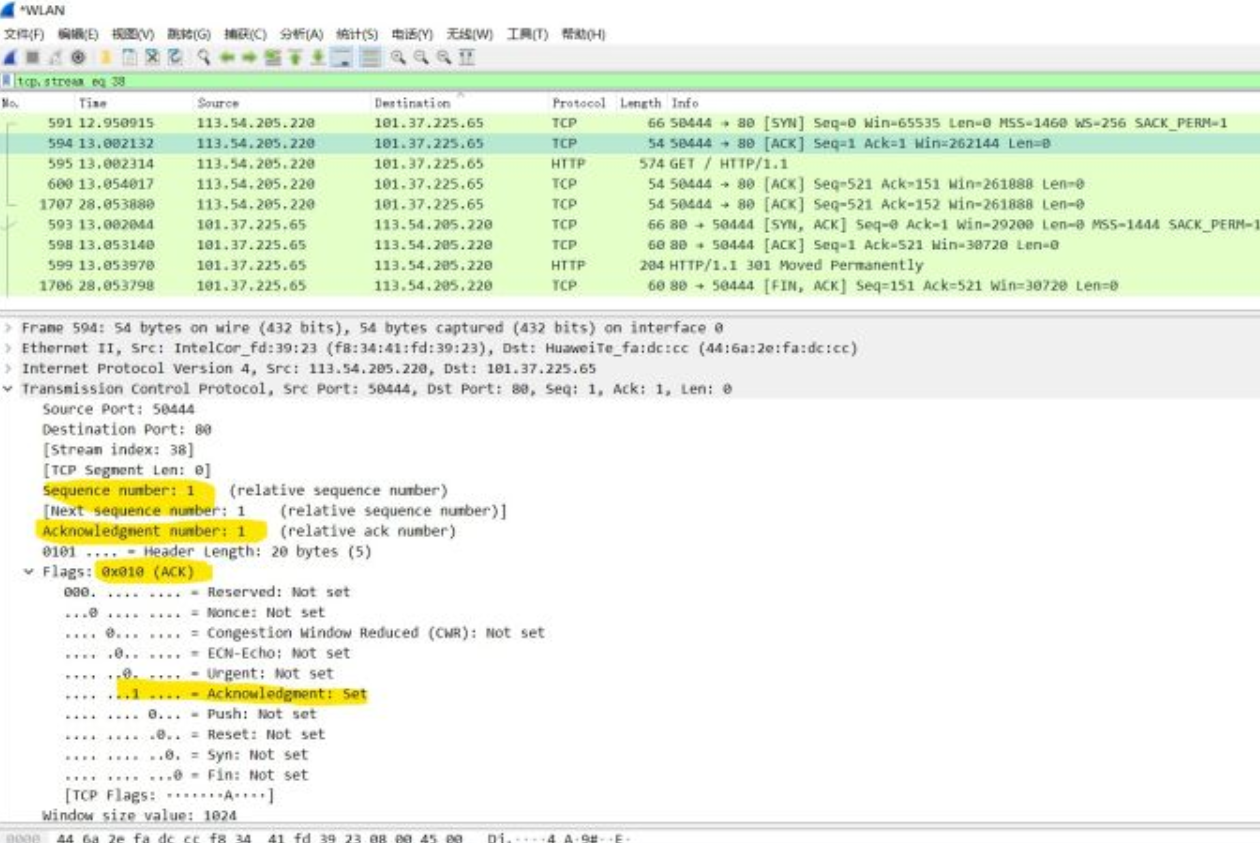 *WLAN
文件(F) 编辑(E) 视图(V) 跳转(G) 捕获(C) 分析(A) 统计(S) 电话(Y) 无线(W) 工具(T) 帮助(H)
tcp.stream eq 38
No. Time Source Destination Protocol Length Info
591 12.950915 113.54.205.220 101.37.225.65 TCP 66 50444 → 80 [SYN] Seq=0 Win=65535 Len=0 MSS=1460 WS=256 SACK_PERM=1
594 13.002132 113.54.205.220 101.37.225.65 TCP 54 50444 → 80 [ACK] Seq=1 Ack=1 Win=262144 Len=0
595 13.002314 113.54.205.220 101.37.225.65 HTTP 574 GET / HTTP/1.1
600 13.054017 113.54.205.220 101.37.225.65 TCP 54 50444 → 80 [ACK] Seq=521 Ack=151 Win=261888 Len=0
1707 28.053880 113.54.205.220 101.37.225.65 TCP 54 50444 → 80 [ACK] Seq=521 Ack=152 Win=261888 Len=0
593 13.002044 101.37.225.65 113.54.205.220 TCP 66 80 → 50444 [SYN, ACK] Seq=0 Ack=1 Win=29200 Len=0 MSS=1444 SACK_PERM=1
598 13.053140 101.37.225.65 113.54.205.220 TCP 60 80 → 50444 [ACK] Seq=1 Ack=521 Win=30720 Len=0
599 13.053970 101.37.225.65 113.54.205.220 HTTP 204 HTTP/1.1 301 Moved Permanently
1706 28.053798 101.37.225.65 113.54.205.220 TCP 60 80 → 50444 [FIN, ACK] Seq=151 Ack=521 Win=30720 Len=0
Frame 594: 54 bytes on wire (432 bits), 54 bytes captured (432 bits) on interface 0
Ethernet II, Src: IntelCor_fd:39:23 (f8:34:41:fd:39:23), Dst: HuaweiTe_fa:dc:cc (44:6a:2e:fa:dc:cc)
Internet Protocol Version 4, Src: 113.54.205.220, Dst: 101.37.225.65
Transmission Control Protocol, Src Port: 50444, Dst Port: 80, Seq: 1, Ack: 1, Len: 0
Source Port: 50444
Destination Port: 80
[Stream index: 38]
[TCP Segment Len: 0]
Sequence number: 1 (relative sequence number)
[Next sequence number: 1 (relative sequence number)]
Acknowledgment number: 1 (relative ack number)
0101 .... = Header Length: 20 bytes (5)
Flags: 0x010 (ACK)
000. .... .... = Reserved: Not set
...0 .... .... = Nonce: Not set
.... 0... .... = Congestion Window Reduced (CWR): Not set
.... .0.. .... = ECN-Echo: Not set
.... ..0. .... = Urgent: Not set
.... ...1 .... = Acknowledgment: Set
.... .... 0... = Push: Not set
.... .... .0.. = Reset: Not set
.... .... ..0. = Syn: Not set
.... .... ...0 = Fin: Not set
[TCP Flags: ·······A····]
Window size value: 1024
0000 44 6a 2e fa dc cc f8 34 41 fd 39 23 08 00 45 00 Dj.····4 A·9#··E·